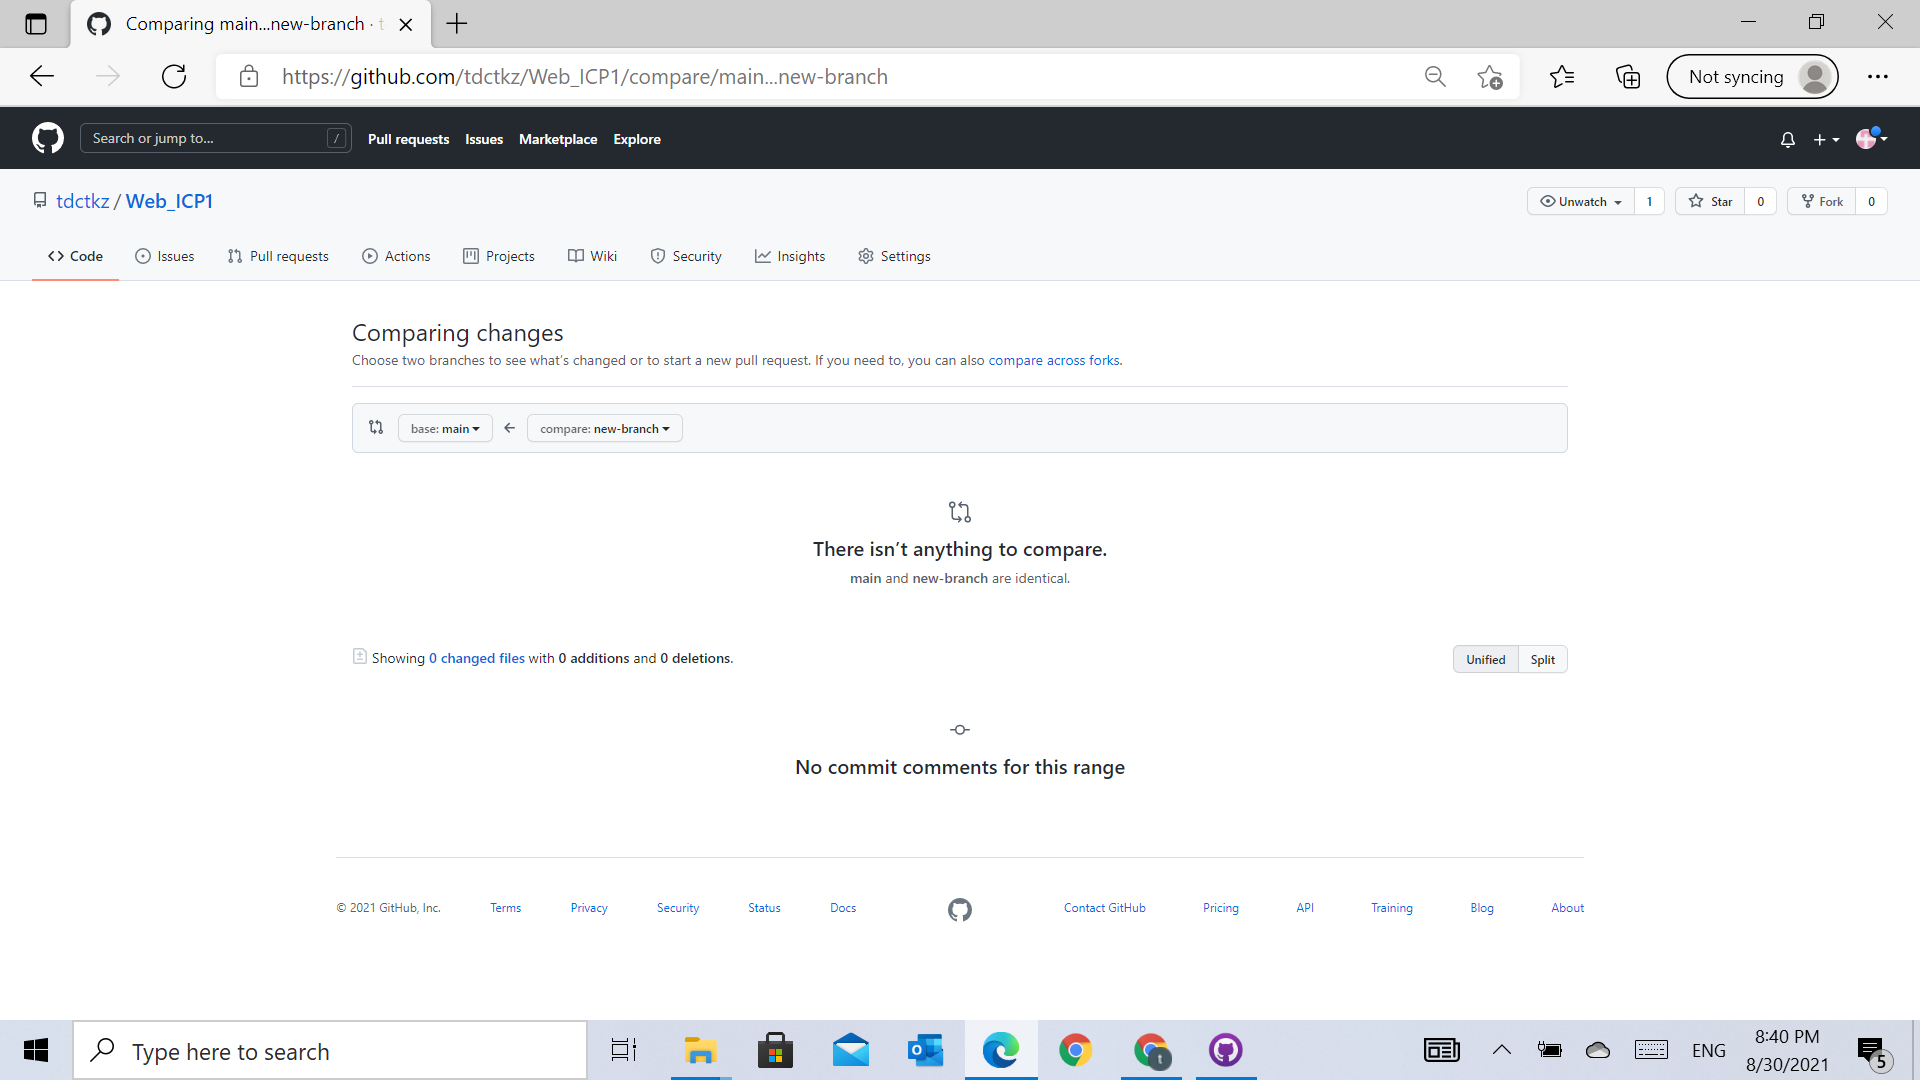 Comparing main...new-branch · t
https://github.com/tdctkz/Web_ICP1/compare/main...new-branch
Not syncing
Search or jump to...
/
Pull requests
Issues
Marketplace
Explore
tdctkz / Web_ICP1
Unwatch
1
Star
0
Fork
0
Code
Issues
Pull requests
Actions
Projects
Wiki
Security
Insights
Settings
Comparing changes
Choose two branches to see what’s changed or to start a new pull request. If you need to, you can also compare across forks.
base: main
compare: new-branch
There isn’t anything to compare.
main and new-branch are identical.
Showing 0 changed files with 0 additions and 0 deletions.
Unified
Split
No commit comments for this range
© 2021 GitHub, Inc.
Terms
Privacy
Security
Status
Docs
Contact GitHub
Pricing
API
Training
Blog
About
Type here to search
t
ENG
8:40 PM
8/30/2021
5